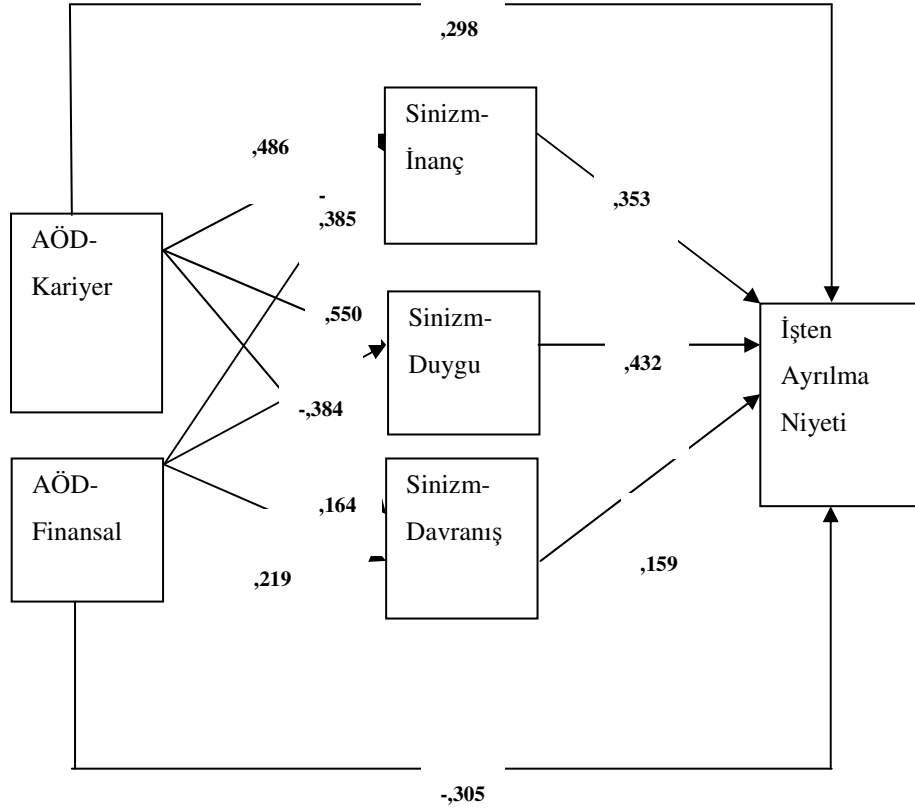 ,298
Sinizm-
İnanç
,486
-
,385
,353
AÖD-
Kariyer
,550
Sinizm-
Duygu
,432
İşten
Ayrılma
Niyeti
-,384
AÖD-
Finansal
,164
Sinizm-
Davranış
,219
,159
-,305